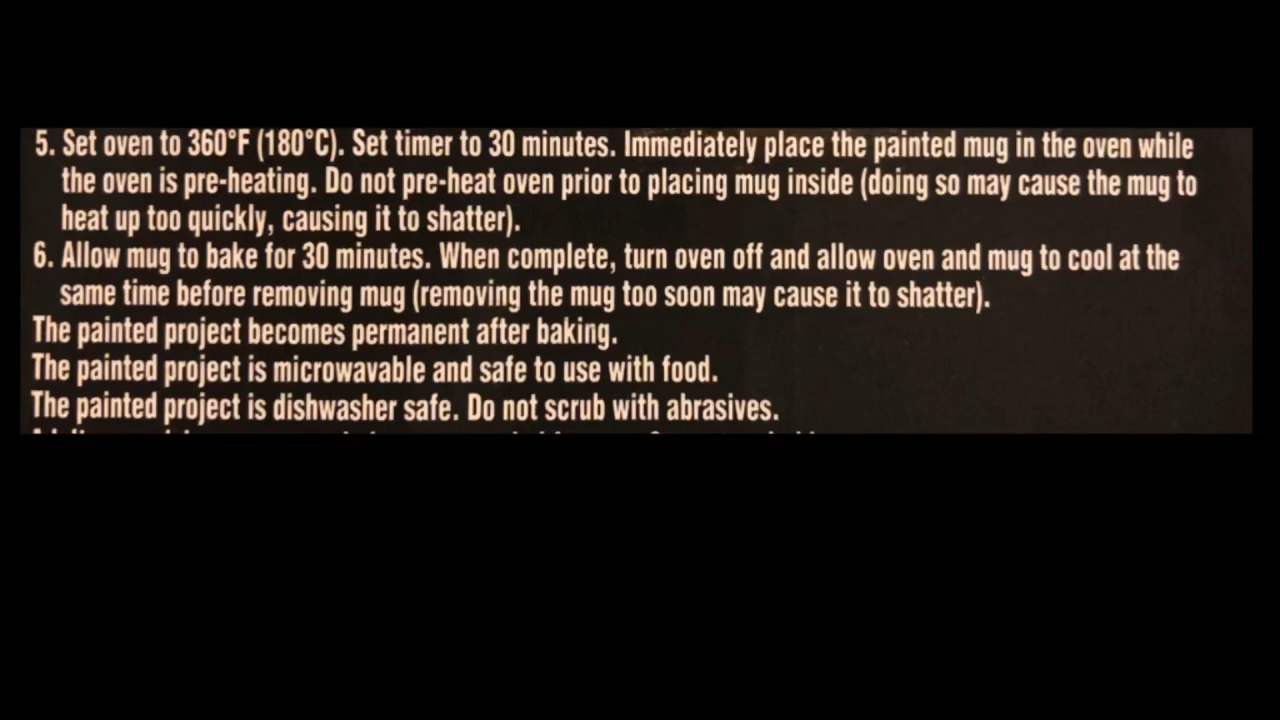 5. Set oven to 360°F (180°C). Set timer to 30 minutes. Immediately place the painted mug in the oven while
the oven is pre-heating. Do not pre-heat oven prior to placing mug inside (doing so may cause the mug to
heat up too quickly, causing it to shatter).
6. Allow mug to bake for 30 minutes. When complete, turn oven off and allow oven and mug to cool at the
same time before removing mug (removing the mug too soon may cause it to shatter).
The painted project becomes permanent after baking.
The painted project is microwavable and safe to use with food.
The painted project is dishwasher safe. Do not scrub with abrasives.